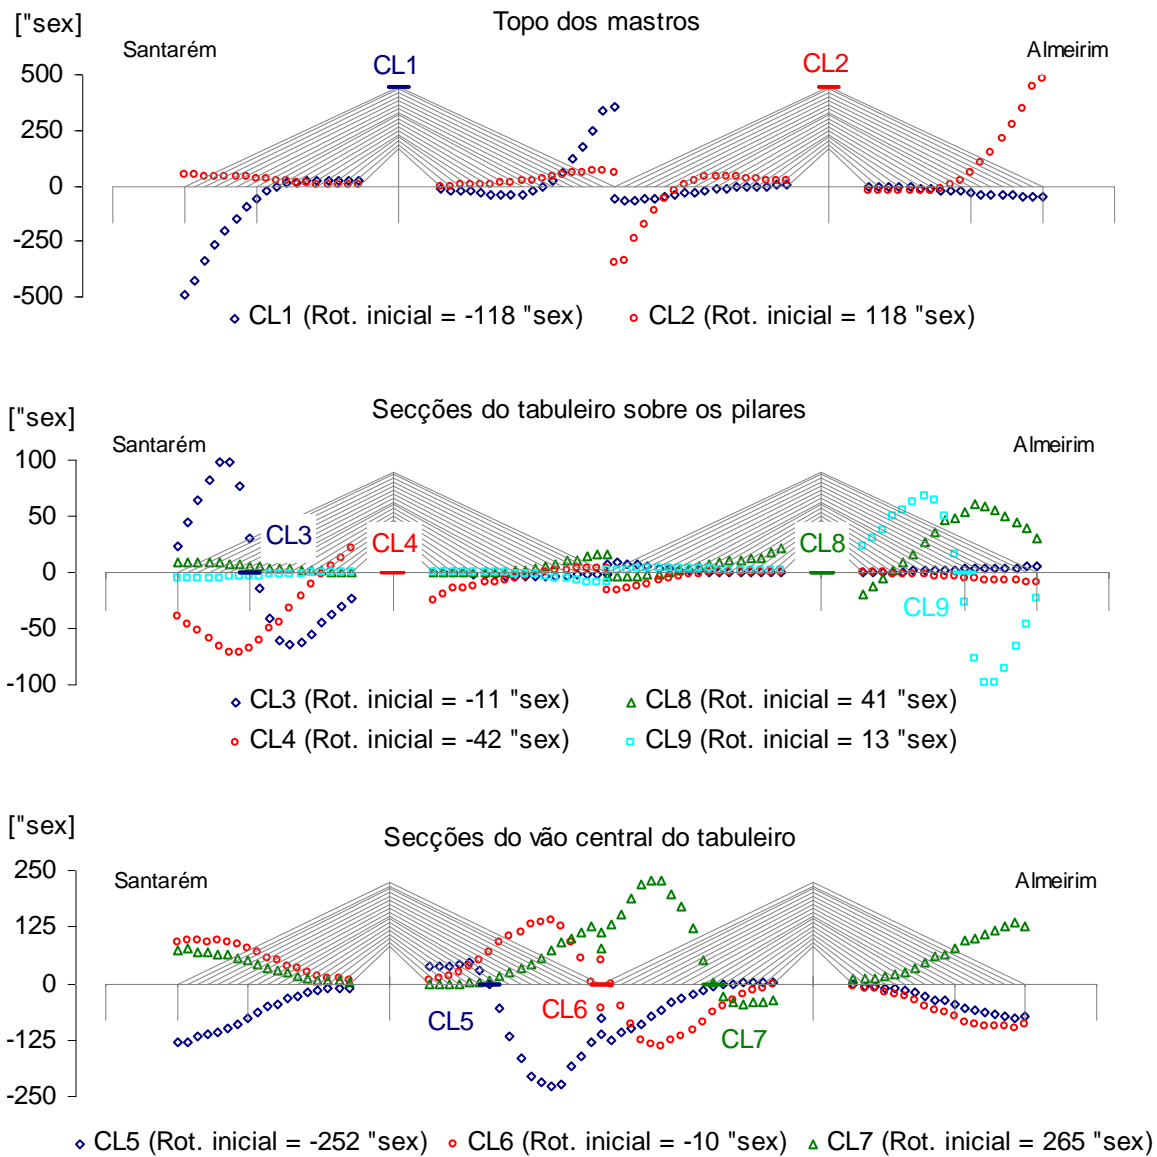 Topo dos mastros
["sex]
Santarém
Almeirim
CL1
CL2
500
250
0
-250
-500
CL1 (Rot. inicial = -118 "sex)
CL2 (Rot. inicial = 118 "sex)
Secções do tabuleiro sobre os pilares
["sex]
Santarém
Almeirim
100
50
0
-50
-100
CL3
CL4
CL8
CL9
CL3 (Rot. inicial = -11 "sex)
CL8 (Rot. inicial = 41 "sex)
CL4 (Rot. inicial = -42 "sex)
CL9 (Rot. inicial = 13 "sex)
["sex]
Secções do vão central do tabuleiro
Santarém
Almeirim
250
125
0
-125
-250
CL5
CL6
CL7
CL5 (Rot. inicial = -252 "sex)
CL6 (Rot. inicial = -10 "sex)
CL7 (Rot. inicial = 265 "sex)